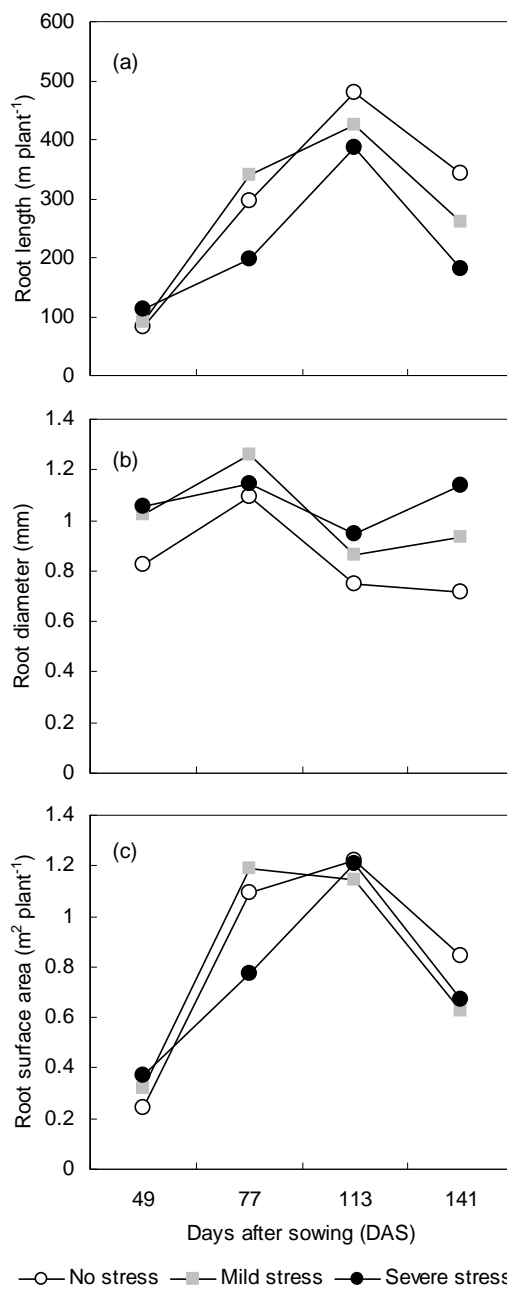 600
(a)
500
400
300
200
100
0
Root length (m plant-1)
1.4
(b)
1.2
1
0.8
0.6
0.4
0.2
0
Root diameter (mm)
1.4
(c)
1.2
1
0.8
0.6
0.4
0.2
0
Root surface area (m2 plant-1)
49 77 113 141
Days after sowing (DAS)
No stress Mild stress Severe stress